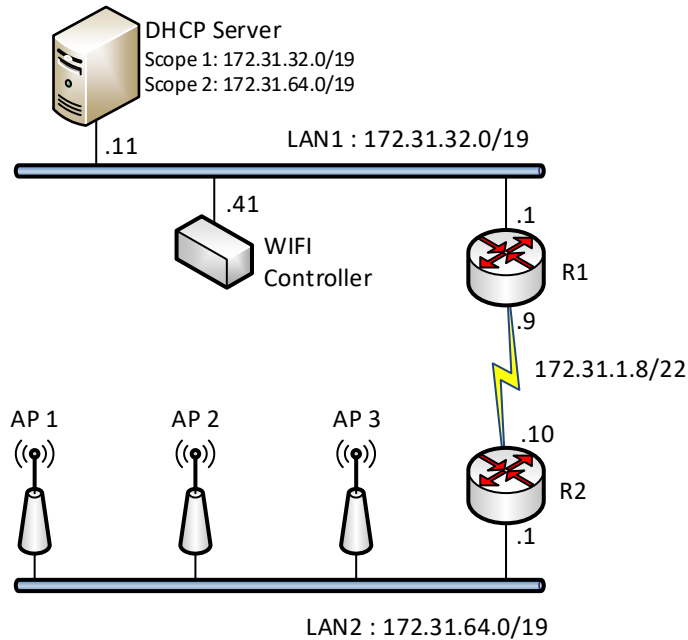 DHCP Server
Scope 1: 172.31.32.0/19
Scope 2: 172.31.64.0/19
.11
LAN1 : 172.31.32.0/19
.41
.1
WIFI
Controller
R1
.9
172.31.1.8/22
AP 1
AP 2
AP 3
.10
R2
.1
LAN2 : 172.31.64.0/19